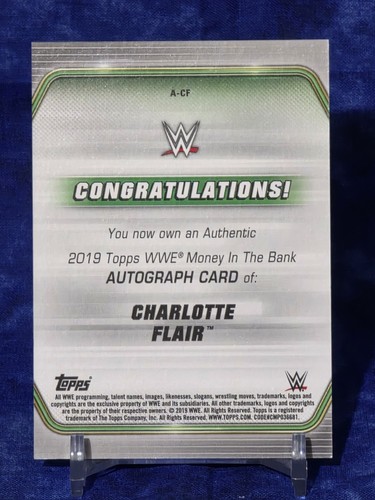 A-CF
W
CONGRATULATIONS!
You now own an Authentic
2019 Topps WWE® Money In The Bank
AUTOGRAPH CARD of:
CHARLOTTE
FLAIR™
Topps
W
All WWE programming, talent names, images, likenesses, slogans, wrestling moves, trademarks, logos and
copyrights are the exclusive property of WWE and its subsidiaries. All other trademarks, logos and copyrights
are the property of their respective owners. © 2019 WWE. All Rights Reserved. Topps is a registered
trademark of The Topps Company, Inc. All Rights Reserved. WWW.TOPPS.COM. CODE#CMP036681.